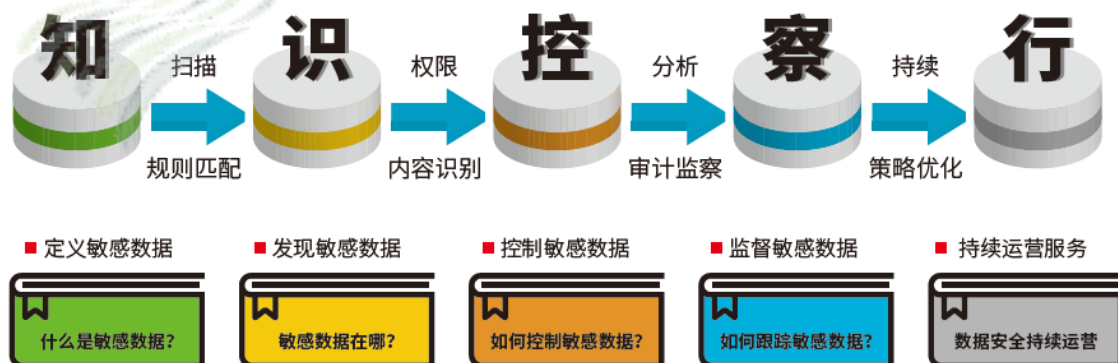 知 识 控 察 行
扫描 权限 分析 持续
规则匹配 内容识别 审计监察 策略优化
定义敏感数据 发现敏感数据 控制敏感数据 监督敏感数据 持续运营服务
什么是敏感数据? 敏感数据在哪? 如何控制敏感数据? 如何跟踪敏感数据? 数据安全持续运营